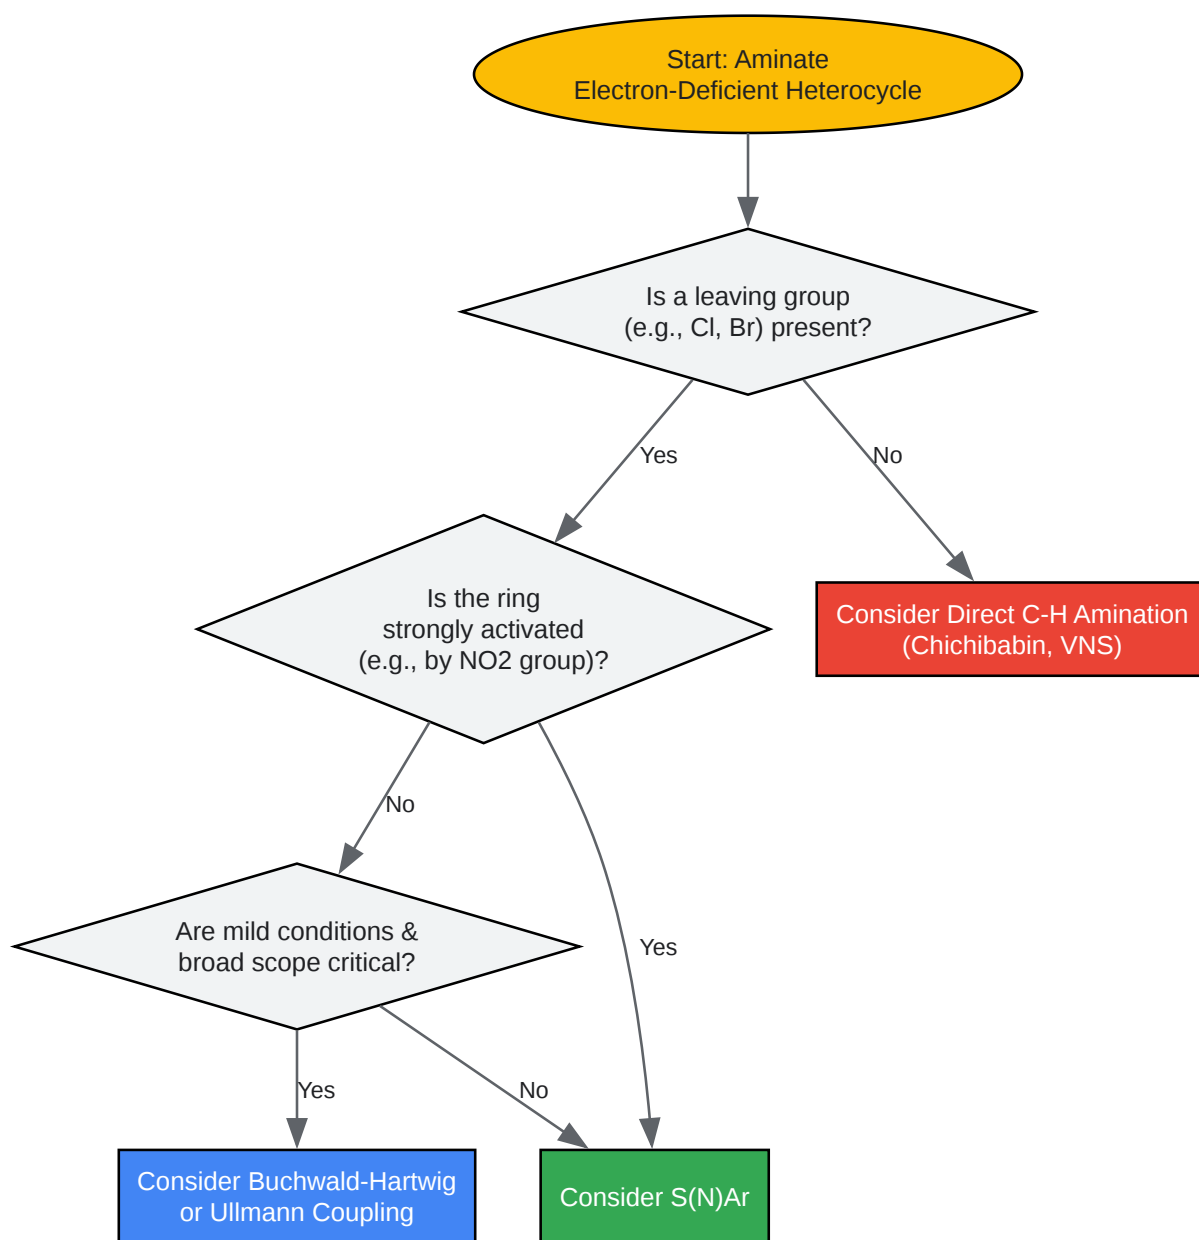 Start: Aminate
Electron-Deficient Heterocycle
Is a leaving group
(e.g., Cl, Br) present?
Yes
No
Is the ring
strongly activated
(e.g., by NO2 group)?
Consider Direct C-H Amination
(Chichibabin, VNS)
No
Yes
Are mild conditions &
broad scope critical?
Yes
No
Consider Buchwald-Hartwig
or Ullmann Coupling
Consider S(N)Ar